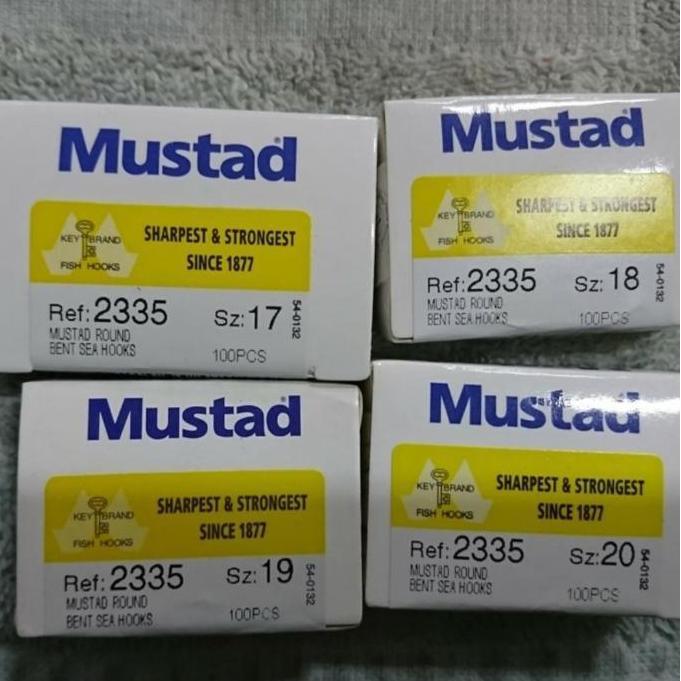 Mustad
KEY BRAND
FISH HOOKS
SHARPEST & STRONGEST
SINCE 1877
Ref: 2335 Sz: 17
MUSTAD ROUND
BENT SEA HOOKS
100PCS
54-0132
Mustad
KEY BRAND
FISH HOOKS
SHARPEST & STRONGEST
SINCE 1877
Ref: 2335 Sz: 18
MUSTAD ROUND
BENT SEA HOOKS
100PCS
54-0132
Mustad
KEY BRAND
FISH HOOKS
SHARPEST & STRONGEST
SINCE 1877
Ref: 2335 Sz: 19
MUSTAD ROUND
BENT SEA HOOKS
100PCS
54-0132
Mustad
KEY BRAND
FISH HOOKS
SHARPEST & STRONGEST
SINCE 1877
Ref: 2335 Sz: 20
MUSTAD ROUND
BENT SEA HOOKS
100PCS
54-0132